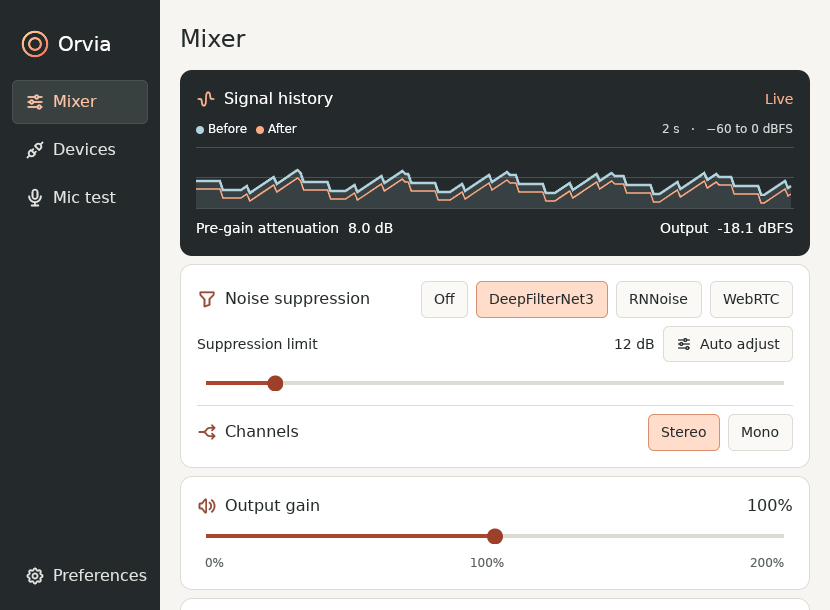 Orvia
Mixer
Devices
Mic test
Preferences
Mixer
Signal history
Live
Before After
2 s · −60 to 0 dBFS
Pre-gain attenuation 8.0 dB
Output -18.1 dBFS
Noise suppression
Off
DeepFilterNet3
RNNoise
WebRTC
Suppression limit
12 dB
Auto adjust
Channels
Stereo
Mono
Output gain
100%
0%
100%
200%